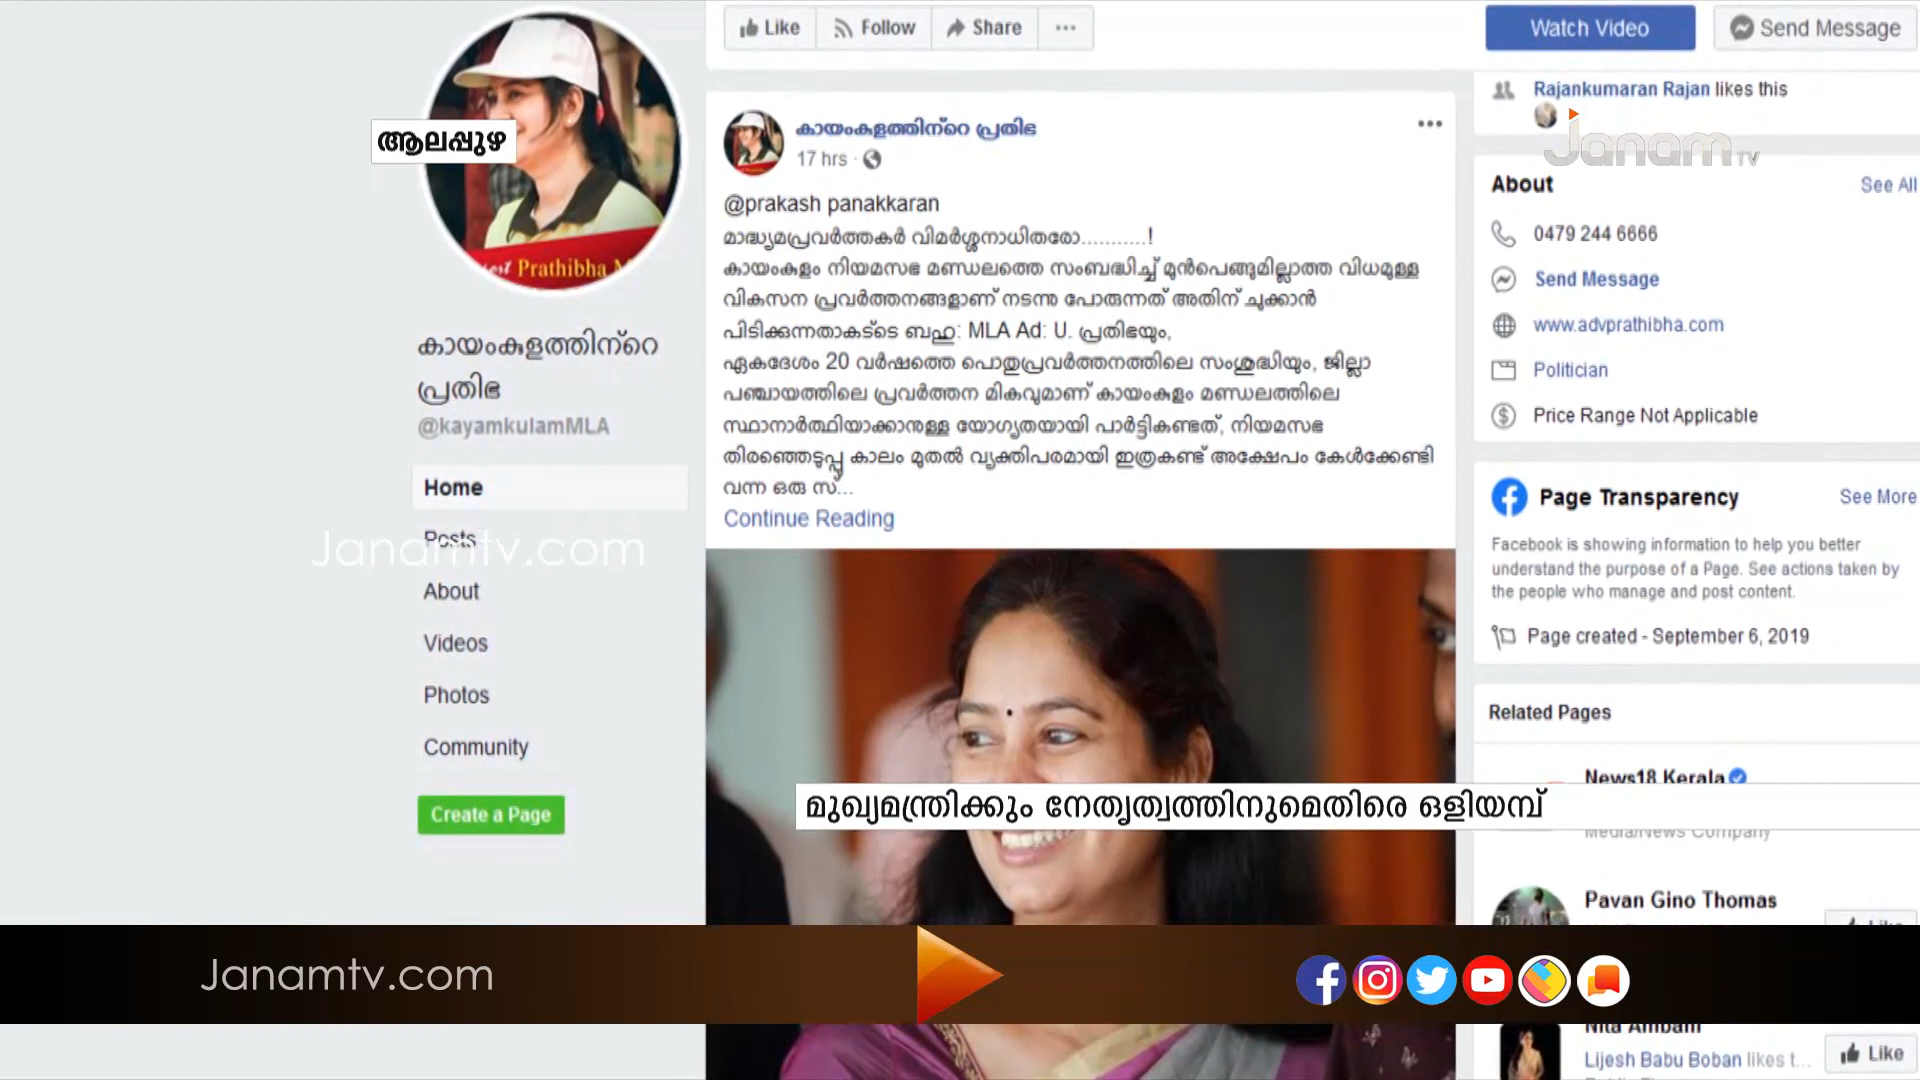 Like
Follow
Share
Watch Video
Send Message
ആലപ്പുഴ
Prathibha
കായംകുളത്തിന്റെ
പ്രതിഭ
@kayamkulamMLA
Home
Posts
About
Videos
Photos
Community
Create a Page
Janamtv.com
കായംകുളത്തിന്റെ പ്രതിഭ
17 hrs ·
@prakash panakkaran
മാദ്ധ്യമപ്രവർത്തകർ വിമർശ്ശനാധിതരോ...........!
കായംകുളം നിയമസഭ മണ്ഡലത്തെ സംബദ്ധിച്ച് മുൻപെങ്ങുമില്ലാത്ത വിധമുള്ള
വികസന പ്രവർത്തനങ്ങളാണ് നടന്നു പോരുന്നത് അതിന് ചുക്കാൻ
പിടിക്കുന്നതാകട്ടെ ബഹു: MLA Ad: U. പ്രതിഭയും,
ഏകദേശം 20 വർഷത്തെ പൊതുപ്രവർത്തനത്തിലെ സംശുദ്ധിയും, ജില്ലാ
പഞ്ചായത്തിലെ പ്രവർത്തന മികവുമാണ് കായംകുളം മണ്ഡലത്തിലെ
സ്ഥാനാർത്ഥിയാക്കാനുള്ള യോഗ്യതയായി പാർട്ടികണ്ടത്, നിയമസഭ
തിരഞ്ഞെടുപ്പു കാലം മുതൽ വ്യക്തിപരമായി ഇത്രകണ്ട് അക്ഷേപം കേൾക്കേണ്ടി
വന്ന ഒരു സ്...
Continue Reading
Rajankumaran Rajan likes this
Janam TV
About
See All
0479 244 6666
Send Message
www.advprathibha.com
Politician
Price Range Not Applicable
Page Transparency
See More
Facebook is showing information to help you better
understand the purpose of a Page. See actions taken by
the people who manage and post content.
Page created - September 6, 2019
Related Pages
News18 Kerala
മുഖ്യമന്ത്രിക്കും നേതൃത്വത്തിനുമെതിരെ ഒളിയമ്പ്
Media/News Company
Pavan Gino Thomas
Janamtv.com
Nita Ambani
Lijesh Babu Boban likes t...
Like